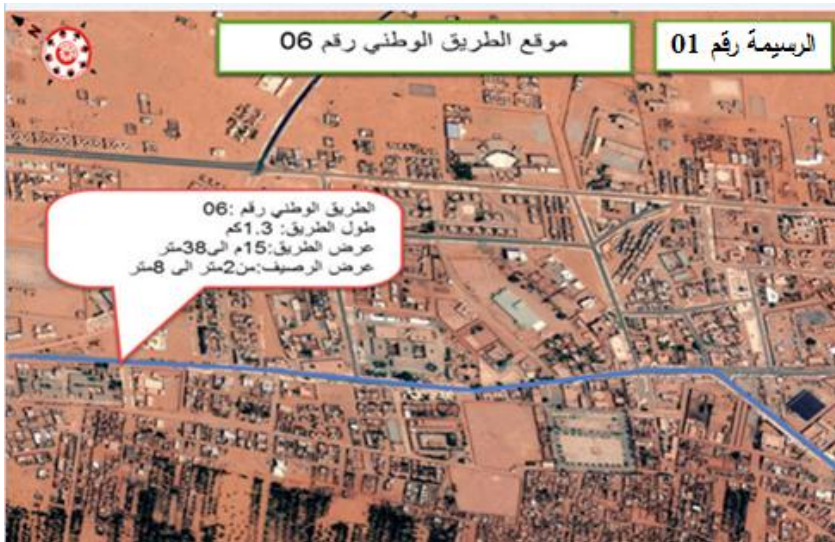 الرسيمة رقم 01
موقع الطريق الوطني رقم 06
N
الطريق الوطني رقم :06
طول الطريق: 1.3كم
عرض الطريق:15م الى38متر
عرض الرصيف:من2متر الى 8متر